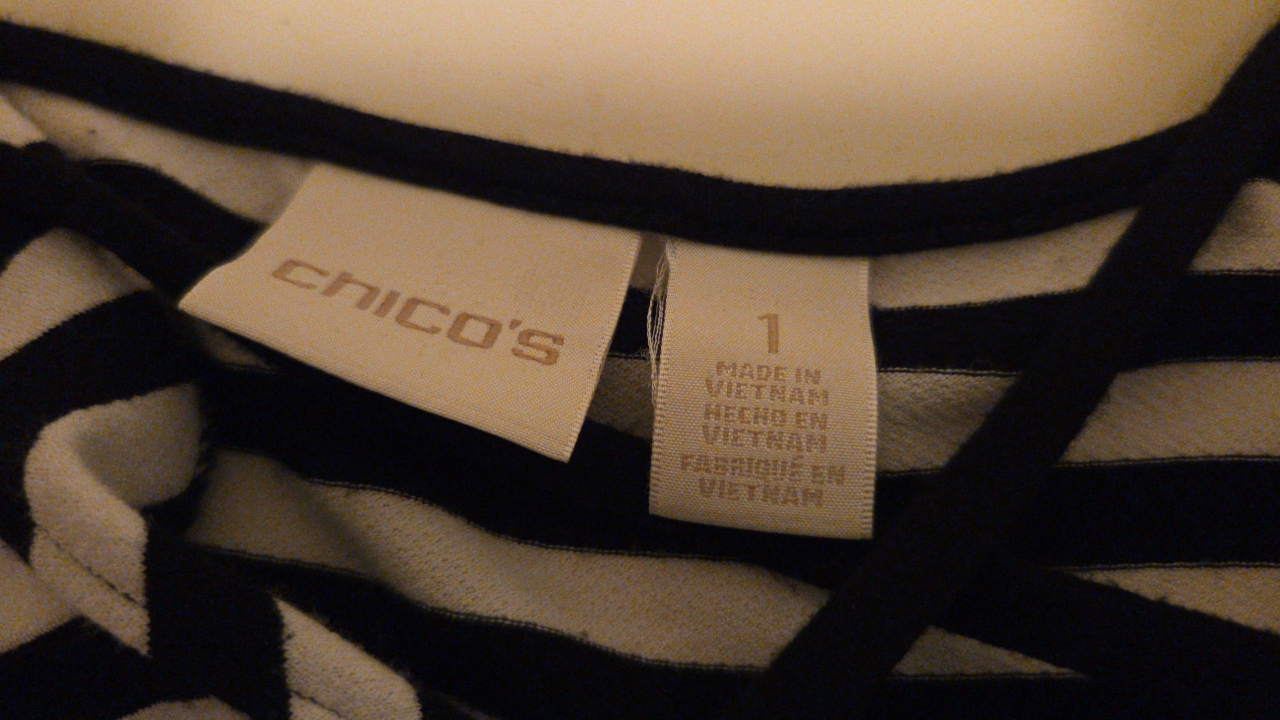 chico's
1
MADE IN
VIETNAM
HECHO EN
VIETNAM
FABRIQUÉ EN
VIETNAM